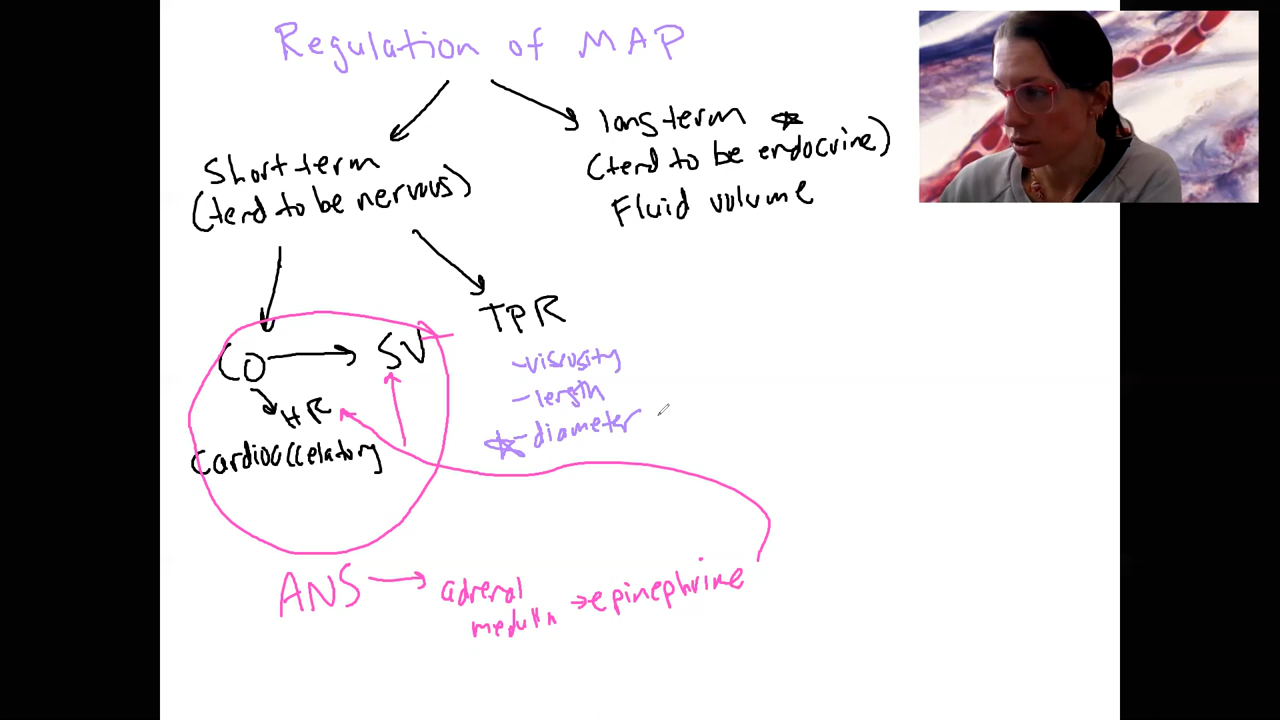 Regulation of MAP
Short term
(tend to be nervous)
long term
(tend to be endocrine)
Fluid volume
CO
SV
HR
Cardioaccelatory
TPR
-viscosity
-length
-diameter
ANS
adrenal
medulla
epinephrine